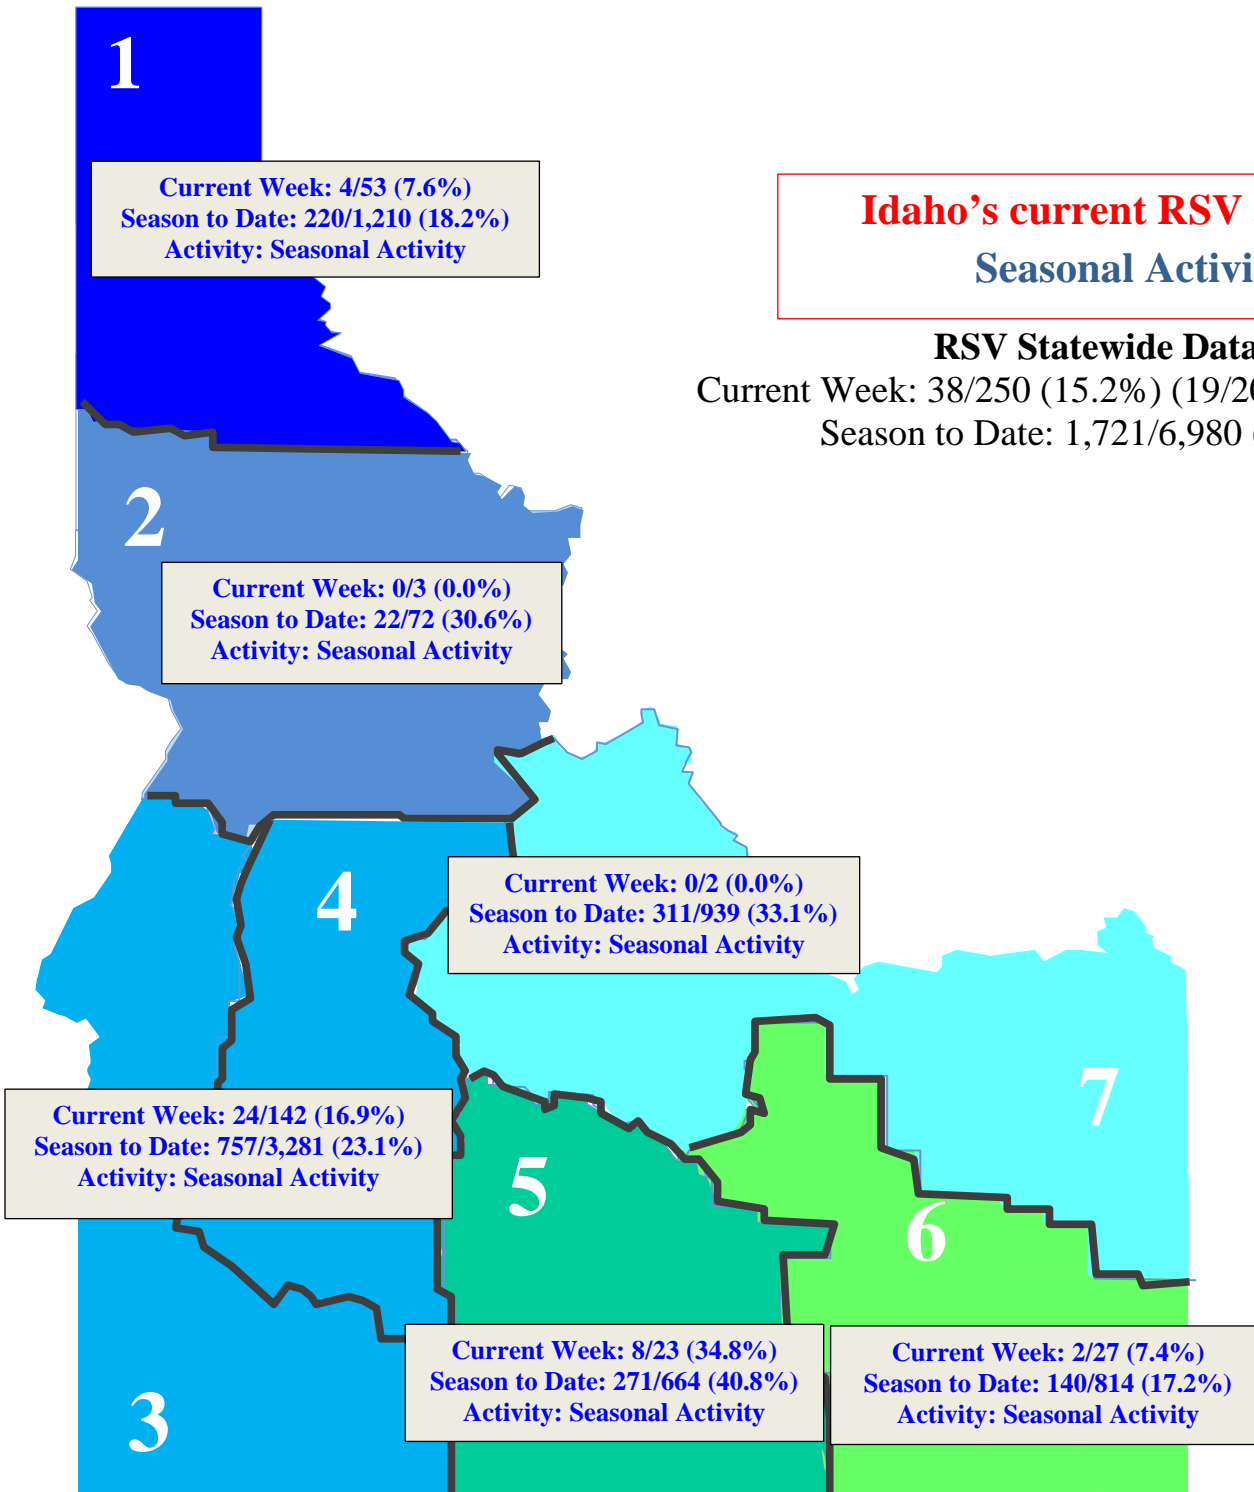 1
Current Week: 4/53 (7.6%)
Season to Date: 220/1,210 (18.2%)
Activity: Seasonal Activity
Idaho’s current RSV
Seasonal Activi
RSV Statewide Data
Current Week: 38/250 (15.2%) (19/20
Season to Date: 1,721/6,980 (
2
Current Week: 0/3 (0.0%)
Season to Date: 22/72 (30.6%)
Activity: Seasonal Activity
4
Current Week: 0/2 (0.0%)
Season to Date: 311/939 (33.1%)
Activity: Seasonal Activity
7
Current Week: 24/142 (16.9%)
Season to Date: 757/3,281 (23.1%)
Activity: Seasonal Activity
5
6
Current Week: 8/23 (34.8%)
Season to Date: 271/664 (40.8%)
Activity: Seasonal Activity
Current Week: 2/27 (7.4%)
Season to Date: 140/814 (17.2%)
Activity: Seasonal Activity
3